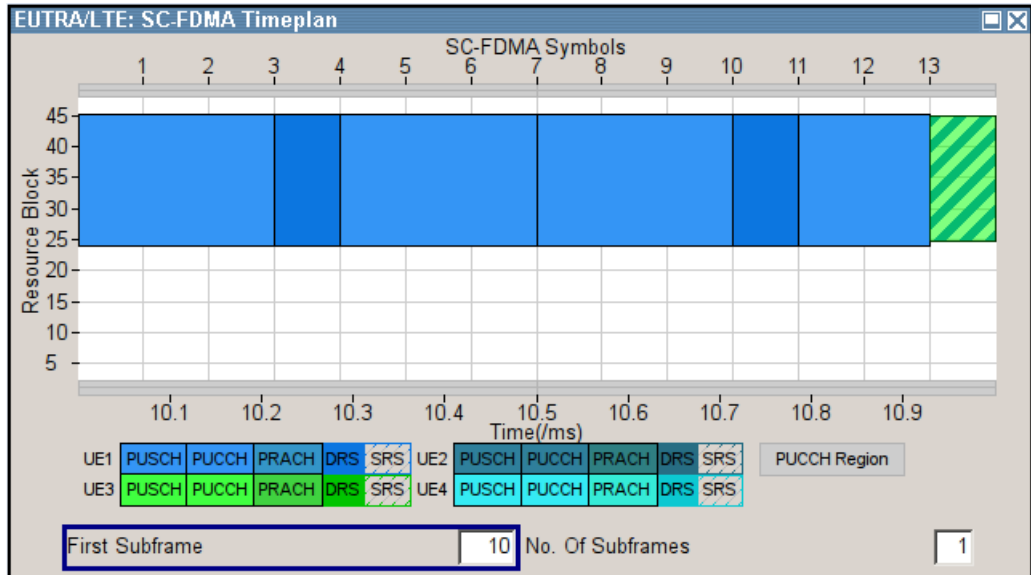 EUTRA/LTE: SC-FDMA Timeplan
SC-FDMA Symbols
1 2 3 4 5 6 7 8 9 10 11 12 13
Resource Block
45
40
35
30
25
20
15
10
5
10.1 10.2 10.3 10.4 10.5 10.6 10.7 10.8 10.9
Time(/ms)
UE1 PUSCH PUCCH PRACH DRS SRS UE2 PUSCH PUCCH PRACH DRS SRS PUCCH Region
UE3 PUSCH PUCCH PRACH DRS SRS UE4 PUSCH PUCCH PRACH DRS SRS
First Subframe 10 No. Of Subframes 1